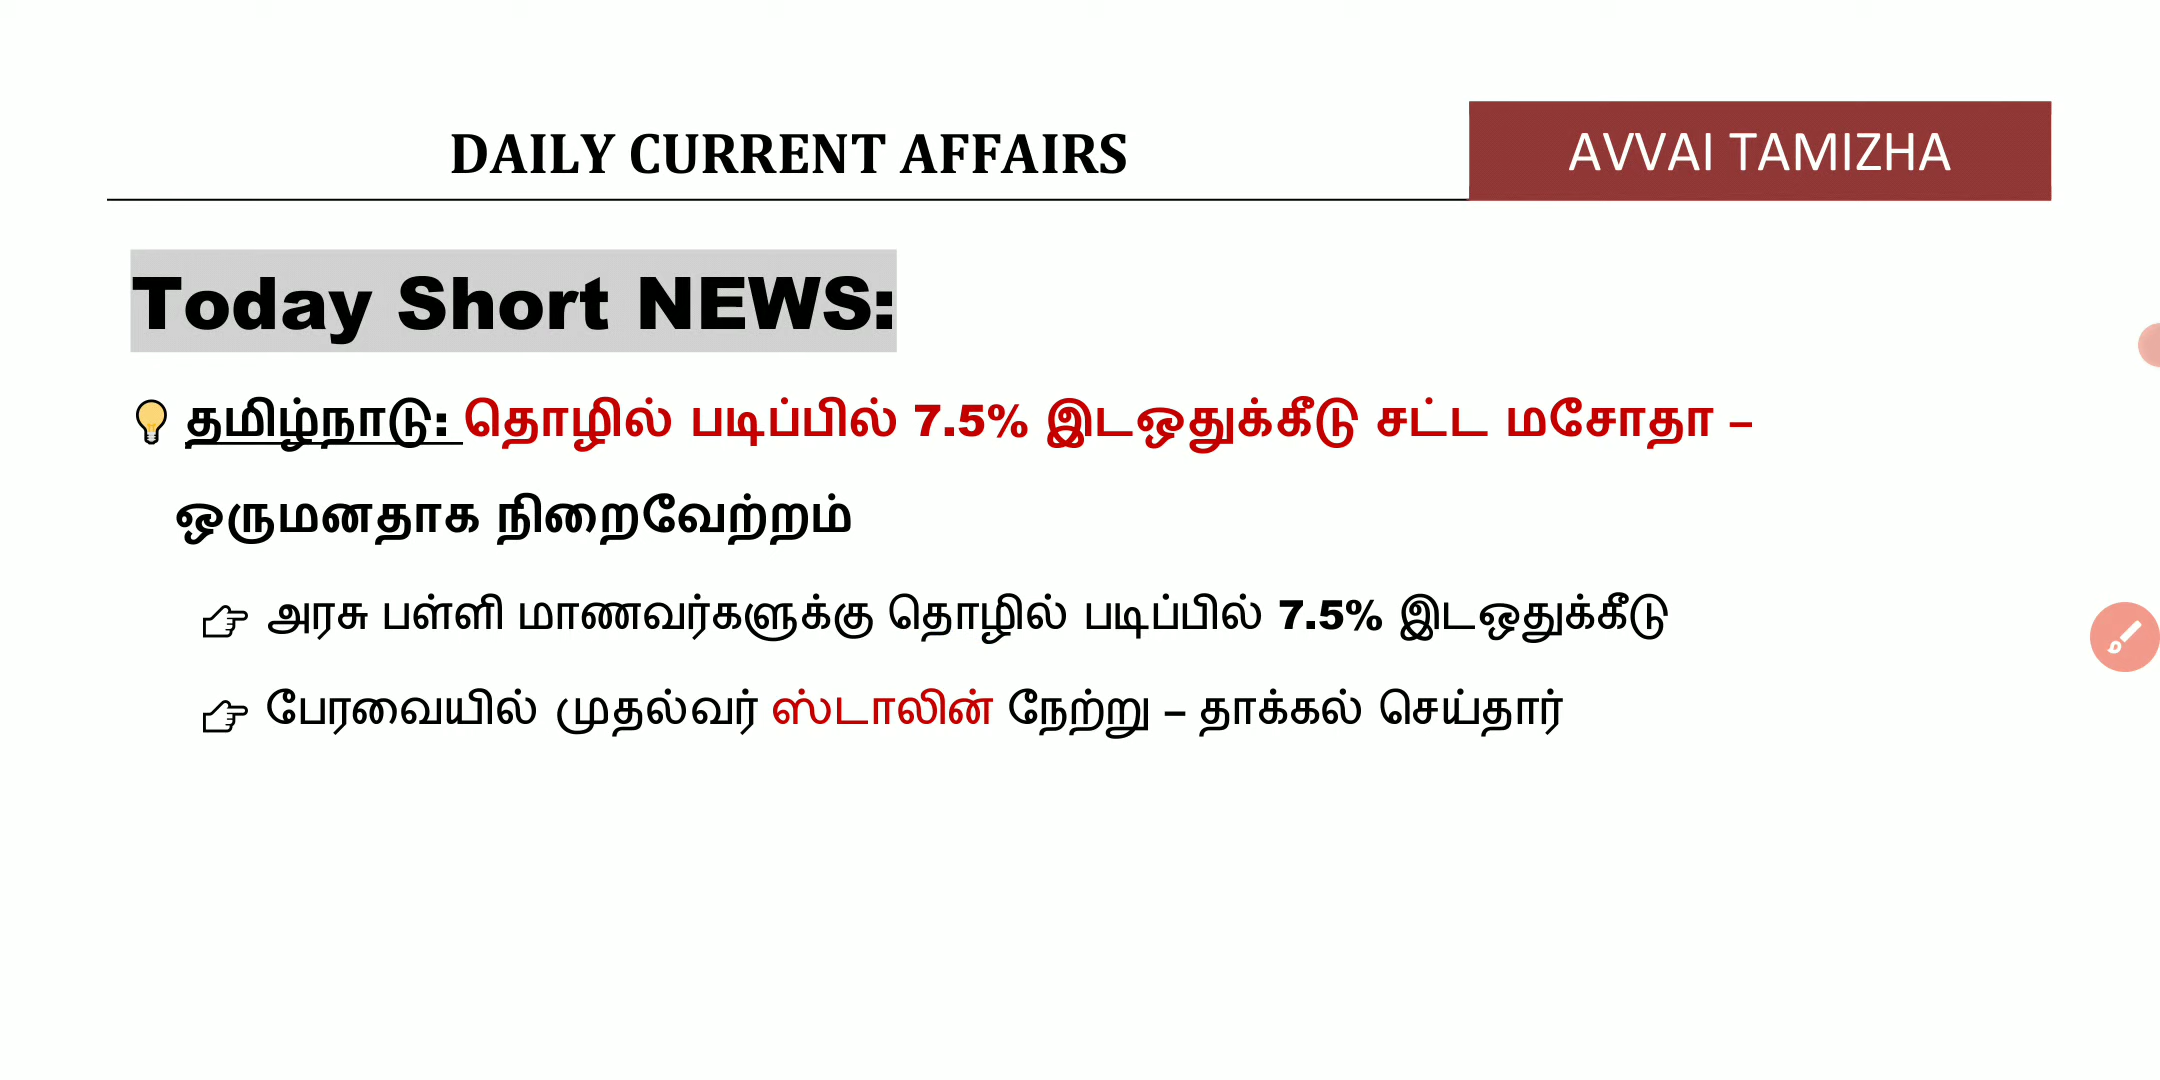 DAILY CURRENT AFFAIRS
AVVAI TAMIZHA
Today Short NEWS:
தமிழ்நாடு: தொழில் படிப்பில் 7.5% இடஒதுக்கீடு சட்ட மசோதா –
ஒருமனதாக நிறைவேற்றம்
அரசு பள்ளி மாணவர்களுக்கு தொழில் படிப்பில் 7.5% இடஒதுக்கீடு
பேரவையில் முதல்வர் ஸ்டாலின் நேற்று – தாக்கல் செய்தார்